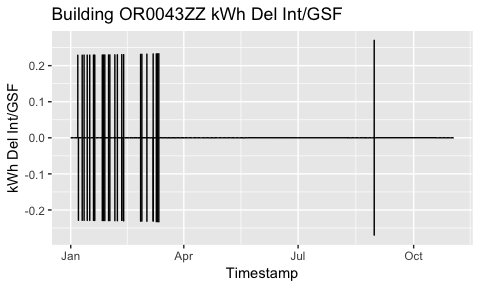 Building OR0043ZZ kWh Del Int/GSF
kWh Del Int/GSF
0.2
0.1
0.0
-0.1
-0.2
Jan Apr Jul Oct
Timestamp